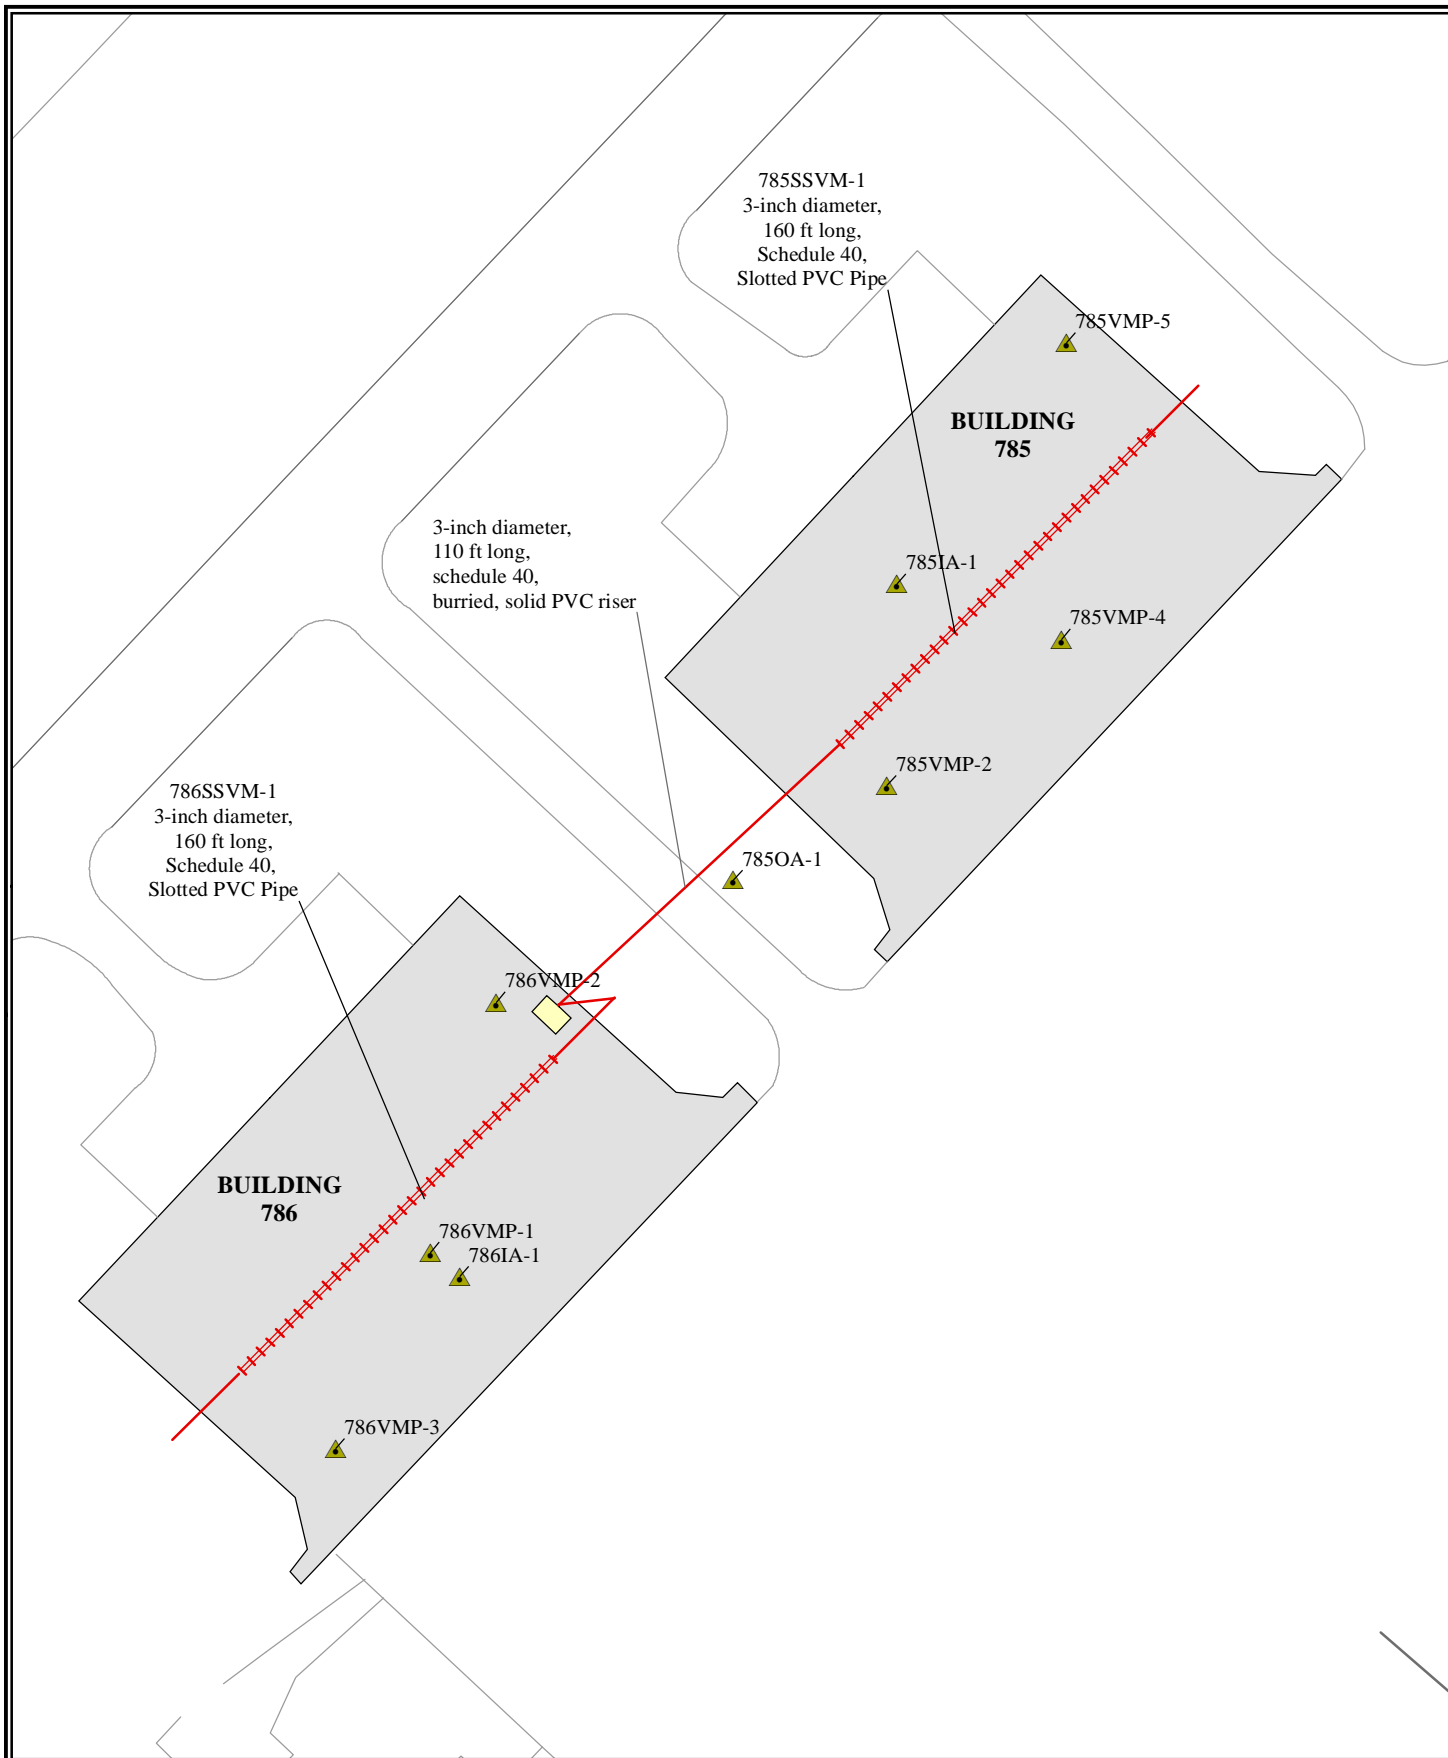 785SSVM-1
3-inch diameter,
160 ft long,
Schedule 40,
Slotted PVC Pipe
785VMP-5
BUILDING
785
3-inch diameter,
110 ft long,
schedule 40,
burried, solid PVC riser
785IA-1
785VMP-4
785VMP-2
786SSVM-1
3-inch diameter,
160 ft long,
Schedule 40,
Slotted PVC Pipe
785OA-1
786VMP-2
BUILDING
786
786VMP-1
786IA-1
786VMP-3